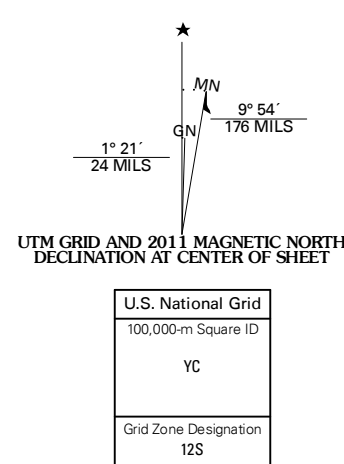 MN
GN
9° 54´
176 MILS
1° 21´
24 MILS
UTM GRID AND 2011 MAGNETIC NORTH
DECLINATION AT CENTER OF SHEET
U.S. National Grid
100,000-m Square ID
YC
Grid Zone Designation
12S